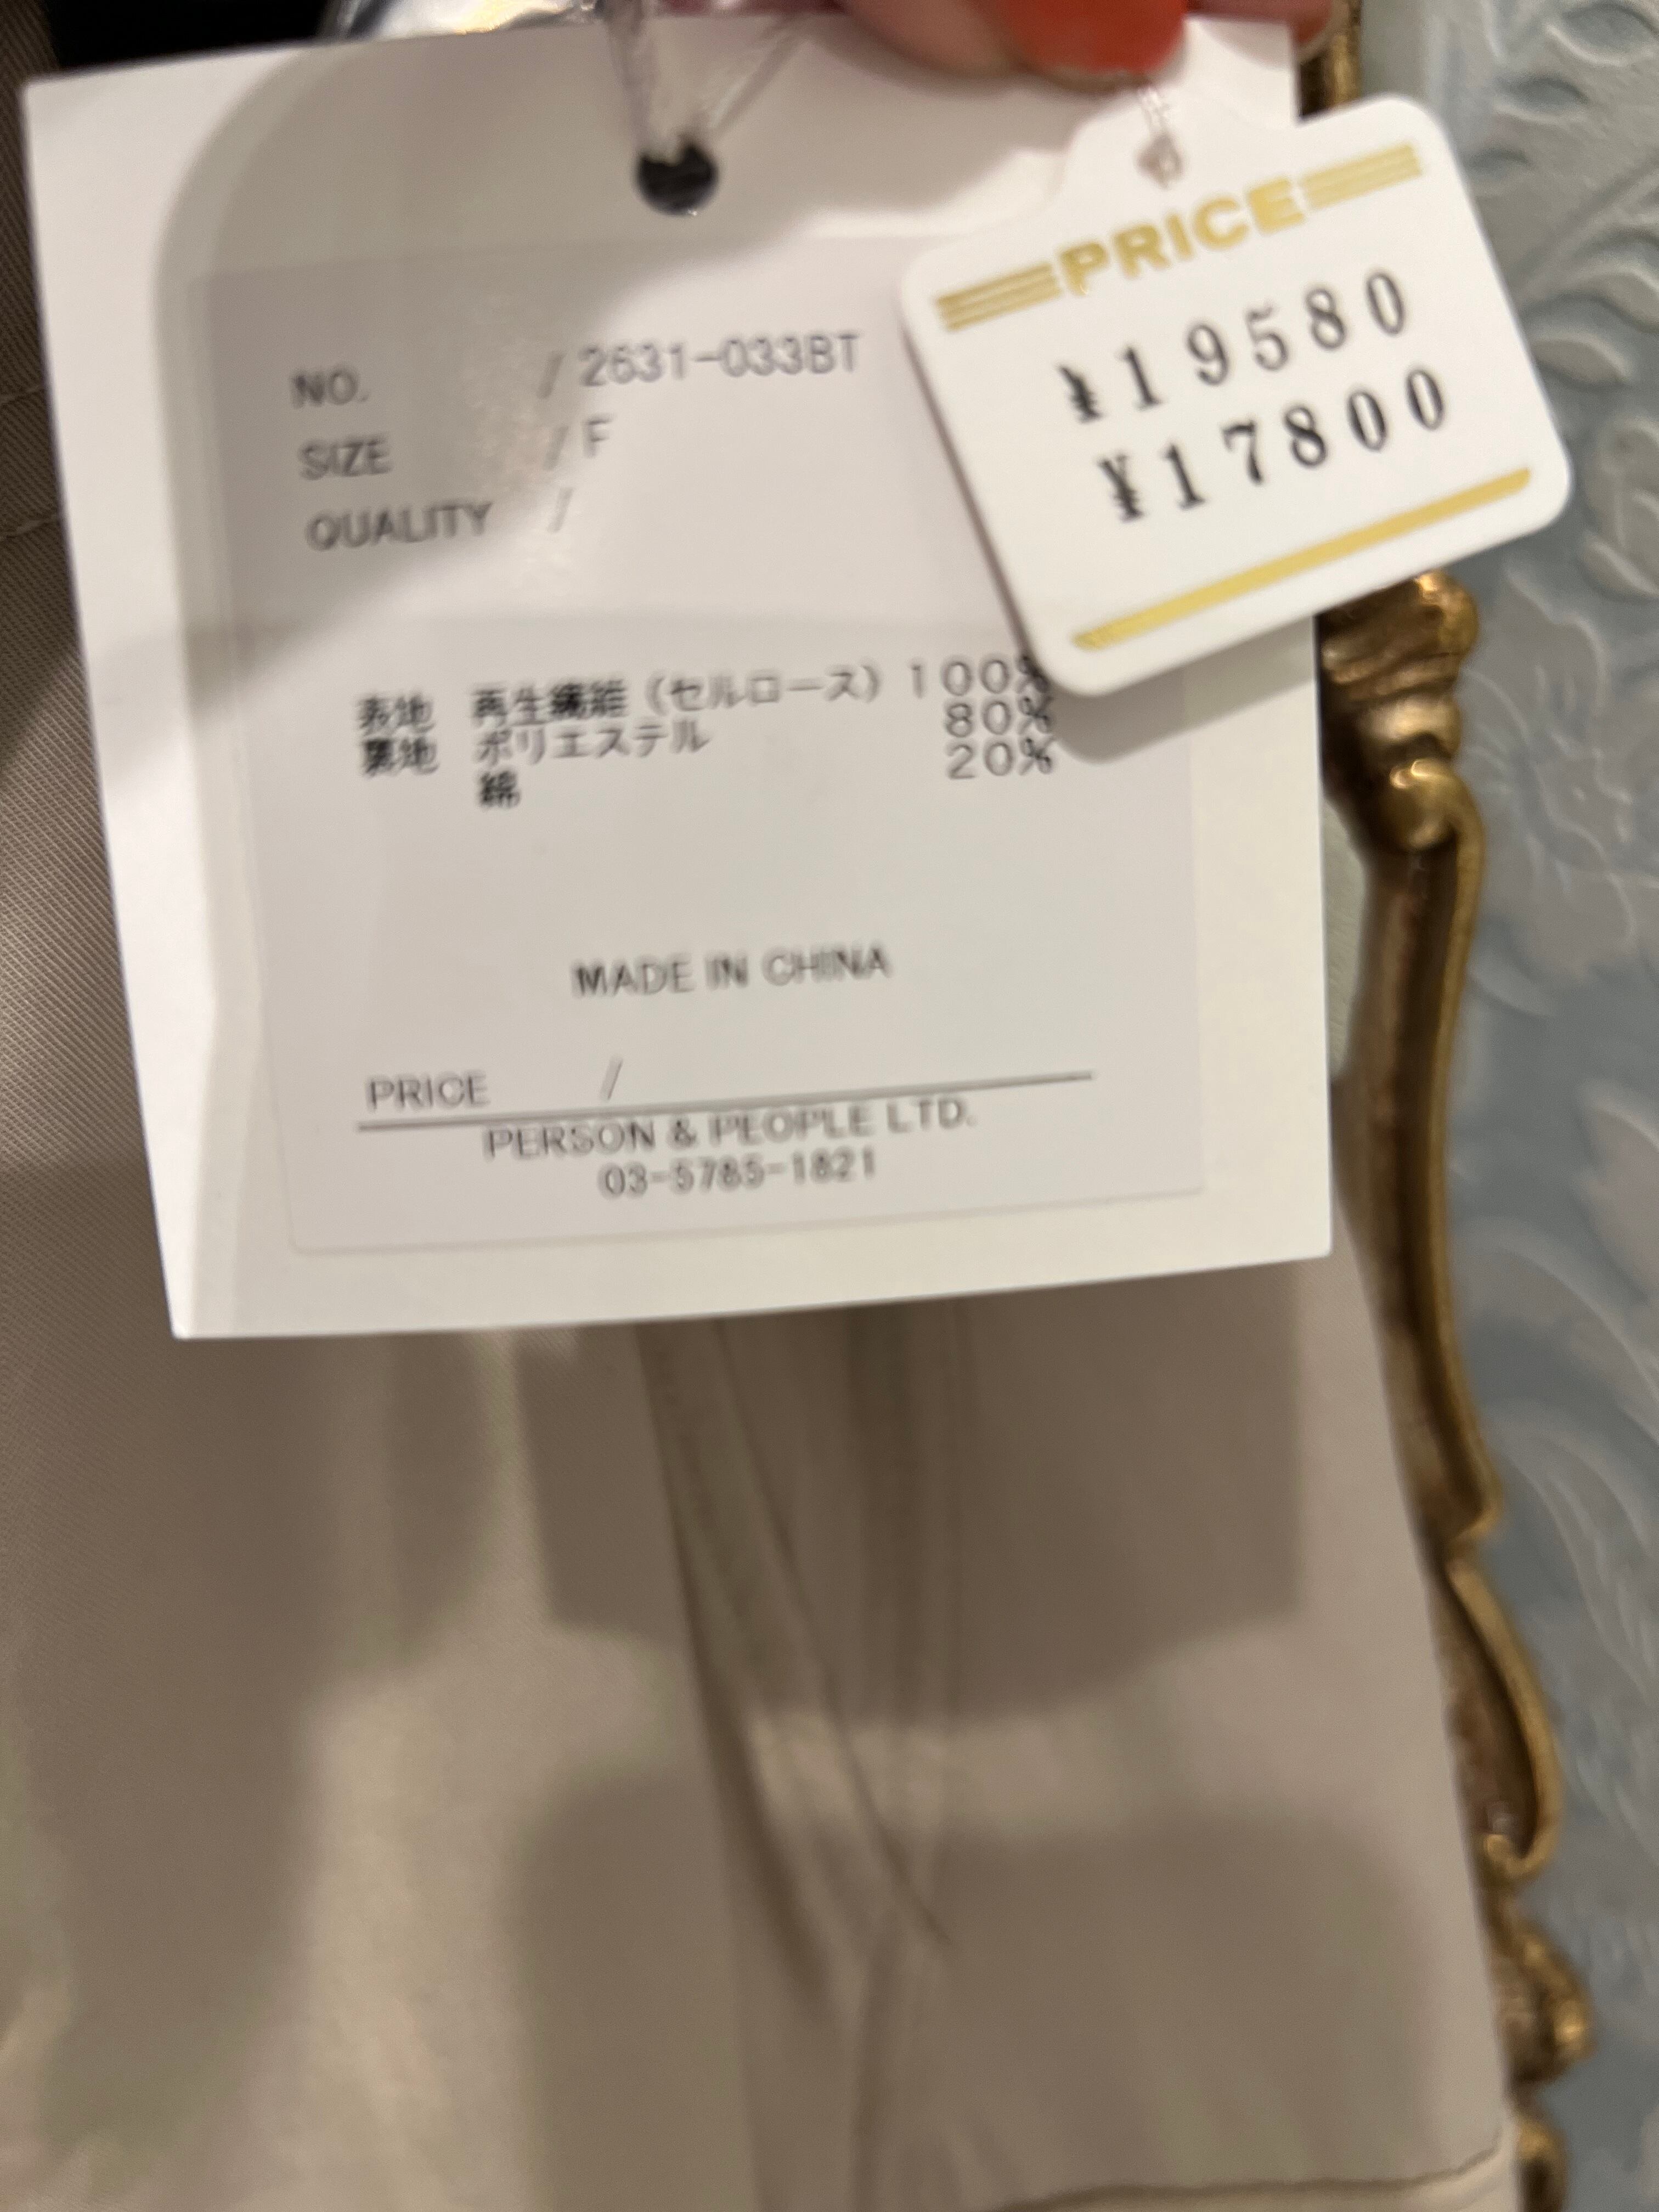 NO. / 2631-033BT
SIZE / F
QUALITY /
PRICE
¥19580
¥17800
表地 再生繊維（セルロース）100%
裏地 ポリエステル 80%
綿 20%
MADE IN CHINA
PRICE /
PERSON & PEOPLE LTD.
03-5785-1821